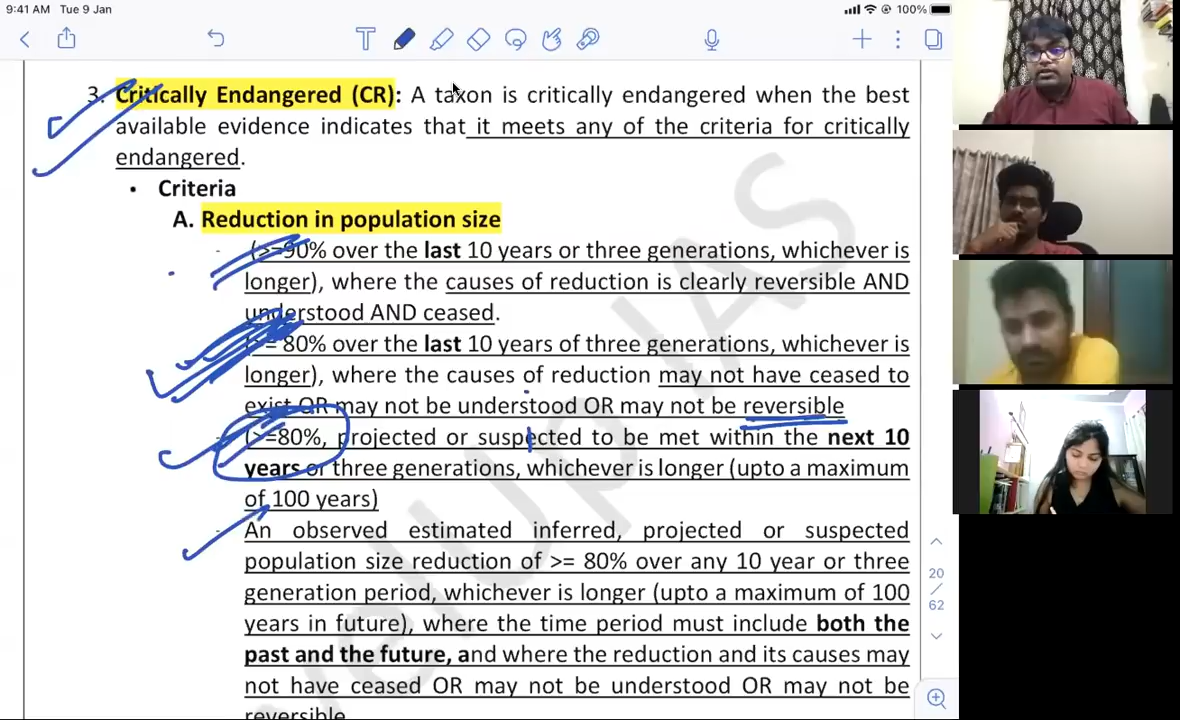 9:41 AM Tue 9 Jan
100%
3. Critically Endangered (CR): A taxon is critically endangered when the best
available evidence indicates that it meets any of the criteria for critically
endangered.
• Criteria
A. Reduction in population size
- (>=90% over the last 10 years or three generations, whichever is
longer), where the causes of reduction is clearly reversible AND
understood AND ceased.
(>= 80% over the last 10 years of three generations, whichever is
longer), where the causes of reduction may not have ceased to
exist OR may not be understood OR may not be reversible
- (>=80%, projected or suspected to be met within the next 10
years or three generations, whichever is longer (upto a maximum
of 100 years)
- An observed estimated inferred, projected or suspected
population size reduction of >= 80% over any 10 year or three
generation period, whichever is longer (upto a maximum of 100
years in future), where the time period must include both the
past and the future, and where the reduction and its causes may
not have ceased OR may not be understood OR may not be
reversible
20
/
62
velUp IAS